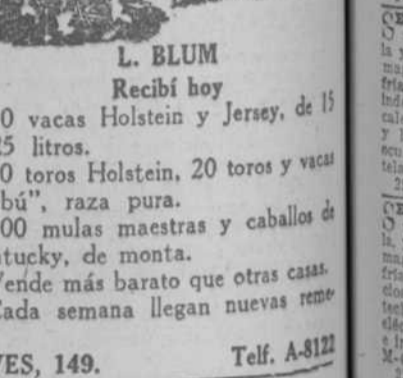 L. BLUM
Recibí hoy
0 vacas Holstein y Jersey, de 15
25 litros.
0 toros Holstein, 20 toros y vacas
bú", raza pura.
00 mulas maestras y caballos de
ntucky, de monta.
Vende más barato que otras casas.
Cada semana llegan nuevas reme
VES, 149. Telf. A-8122